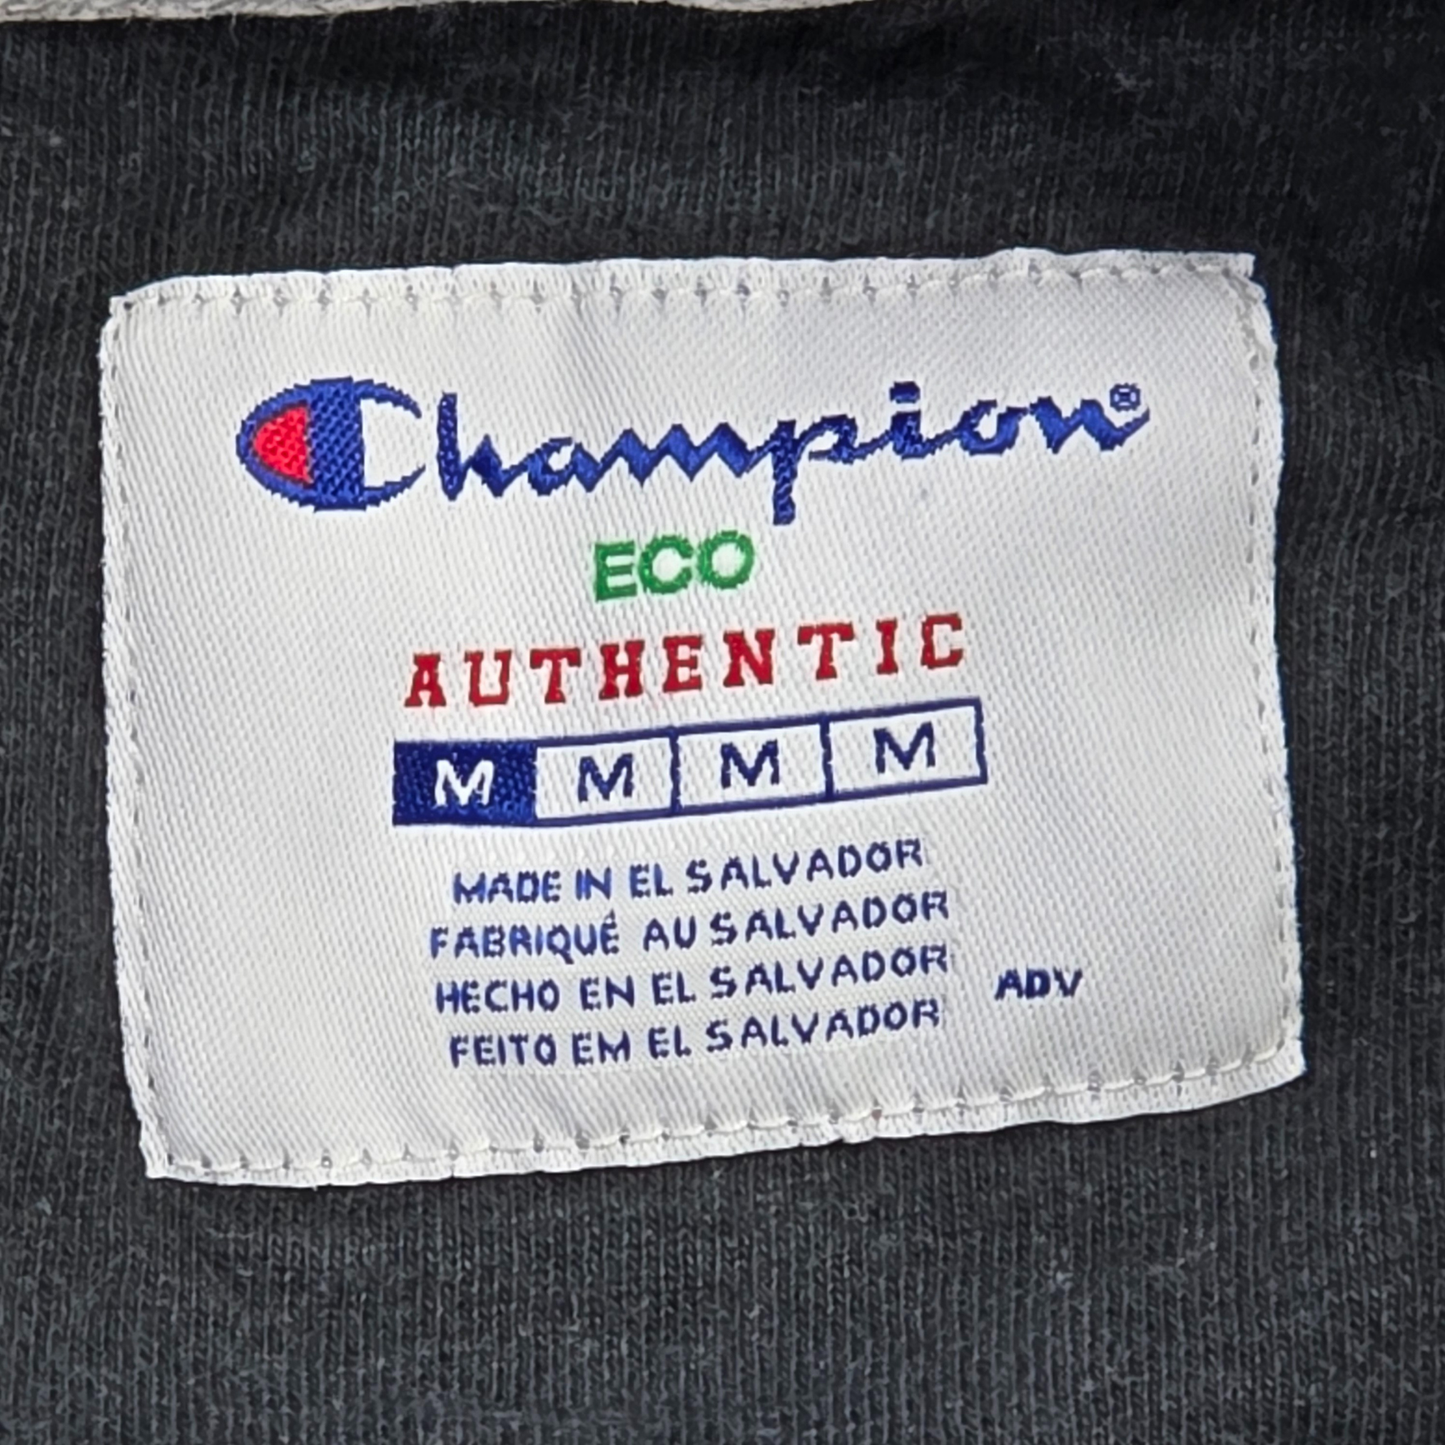 Champion®
ECO
AUTHENTIC
M M M M
MADE IN EL SALVADOR
FABRIQUÉ AU SALVADOR
HECHO EN EL SALVADOR
FEITO EM EL SALVADOR
ADV